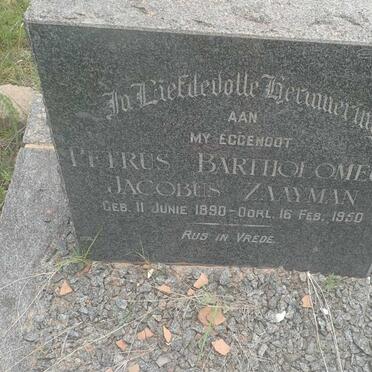 In Liefdevolle Herinnering
AAN
MY EGGENOOT
PETRUS BARTHOLOMEU
JACOBUS ZAAYMAN
GEB. 11 JUNIE 1890-OORL. 16 FEB. 1950
RUS IN VREDE.